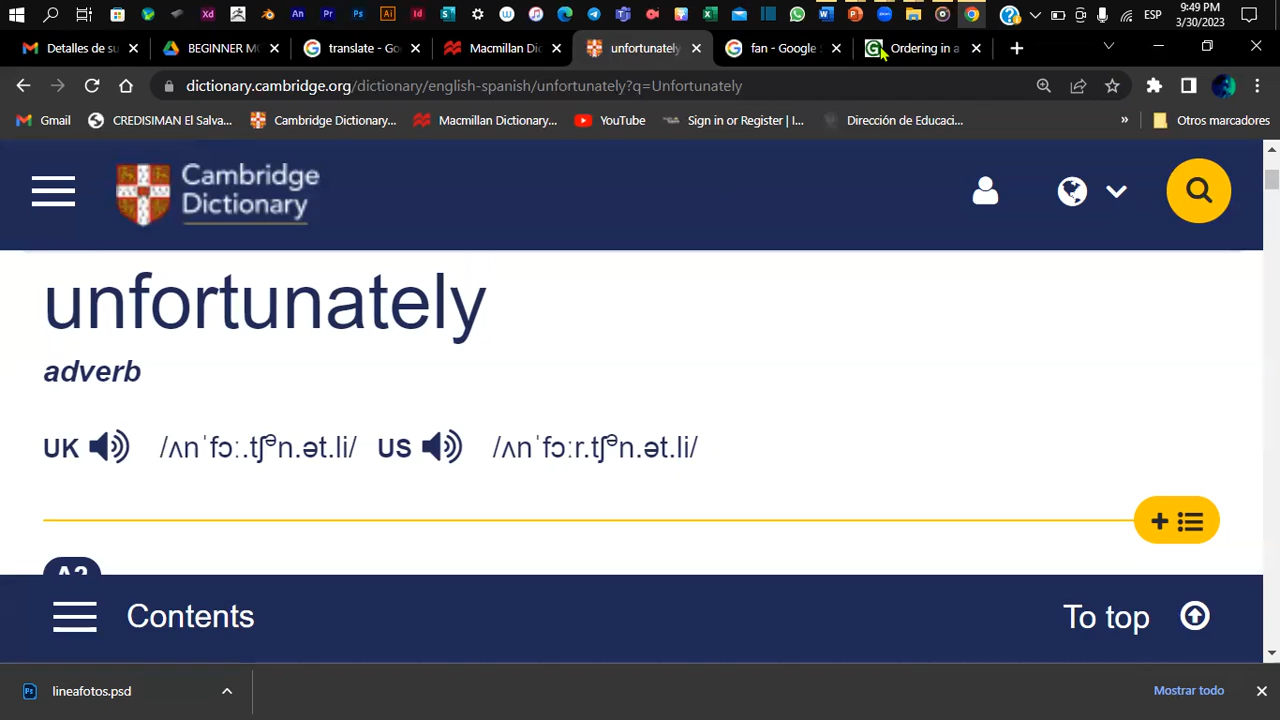 9:49 PM
ESP
3/30/2023
Detalles de su
BEGINNER M
translate - Go
Macmillan Dic
unfortunately
fan - Google S
Ordering in a
dictionary.cambridge.org/dictionary/english-spanish/unfortunately?q=Unfortunately
Gmail
CREDISIMAN El Salva...
Cambridge Dictionary...
Macmillan Dictionary...
YouTube
Sign in or Register | I...
Dirección de Educaci...
»
Otros marcadores
Cambridge
Dictionary
unfortunately
adverb
UK /ʌnˈfɔː.tʃᵊn.ət.li/ US /ʌnˈfɔːr.tʃᵊn.ət.li/
A2
Contents
To top
lineafotos.psd
Mostrar todo